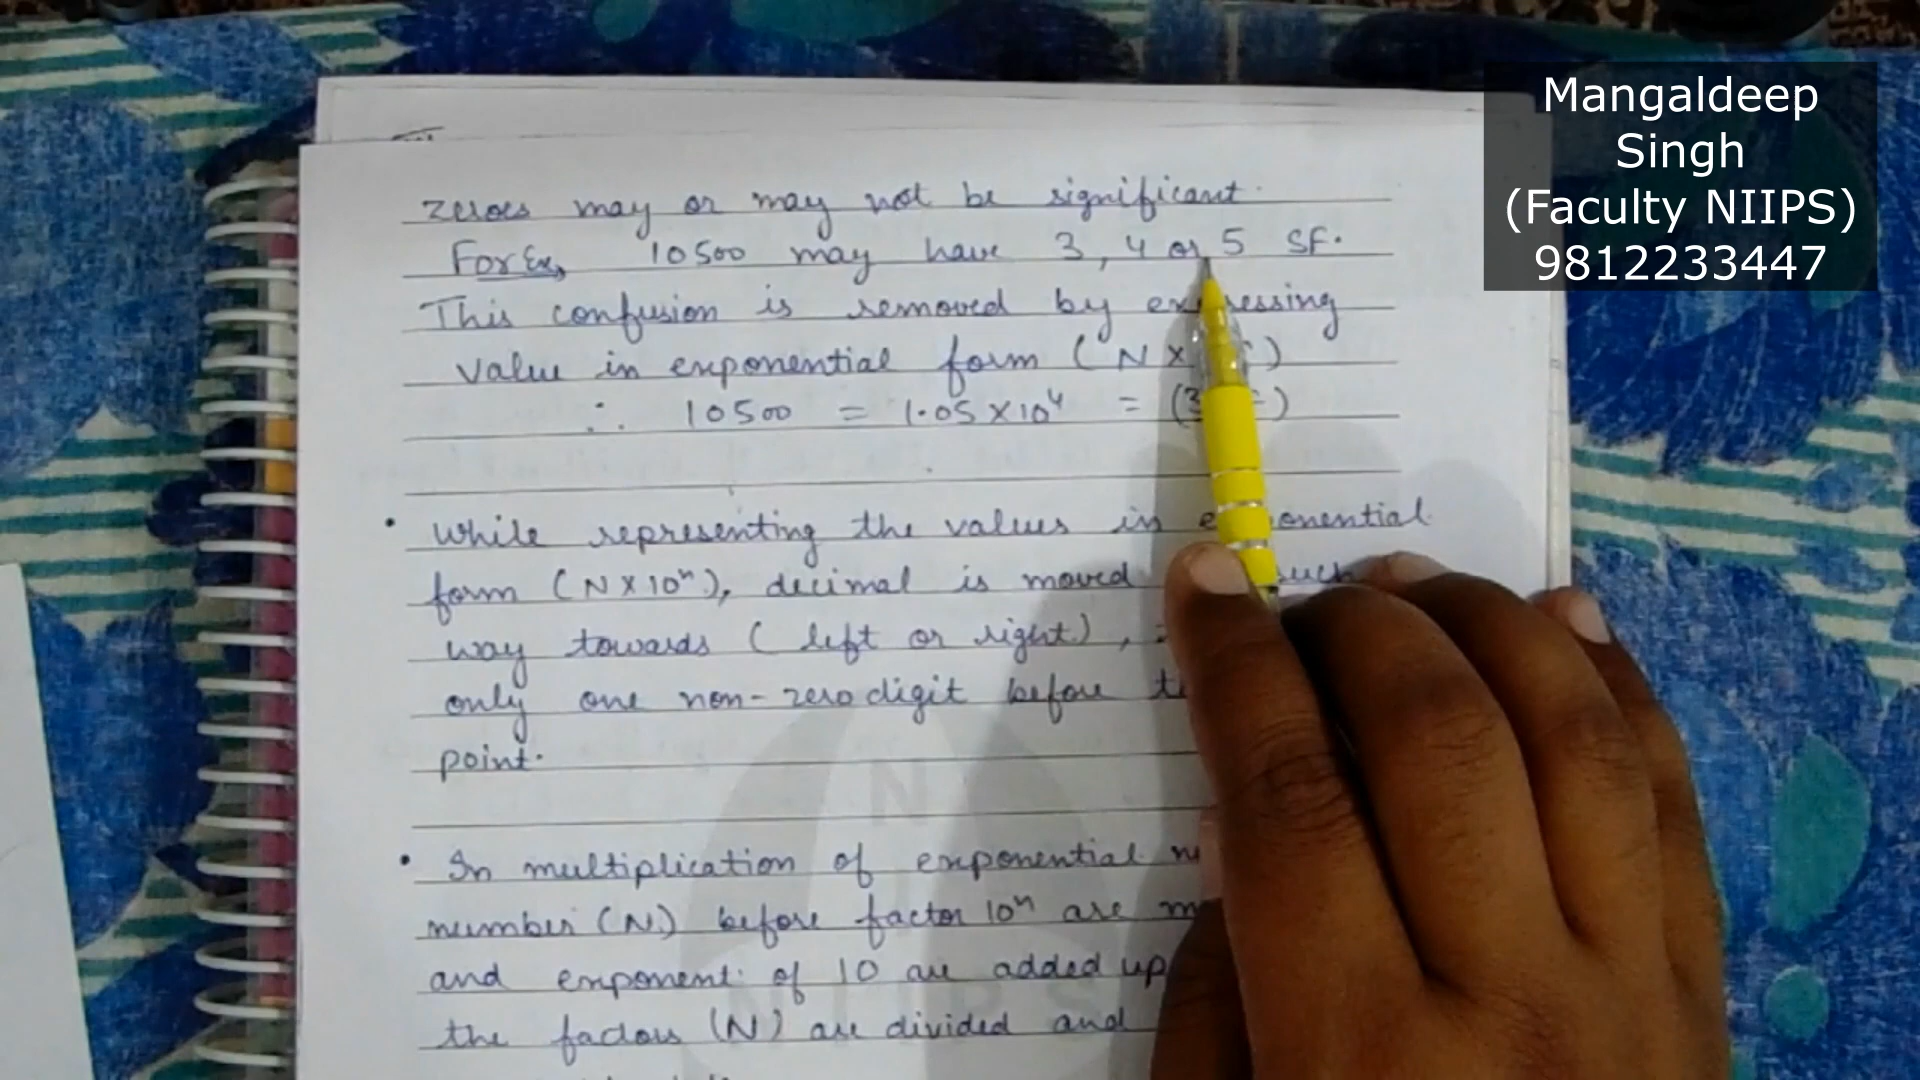 zeroes may or may not be significant.
For Ex, 10500 may have 3, 4 or 5 SF.
This confusion is removed by expressing
value in exponential form (N ×
∴ 10500 = 1.05 × 10⁴ = (3
• While representing the values in exponential
form (N × 10ⁿ), decimal is moved such
way towards (left or right),
only one non-zero digit before
point.
• In multiplication of exponential
number (N) before factor 10ⁿ are
and exponent of 10 are added up
the factors (N) are divided and
N
NIIPS
Mangaldeep
Singh
(Faculty NIIPS)
9812233447